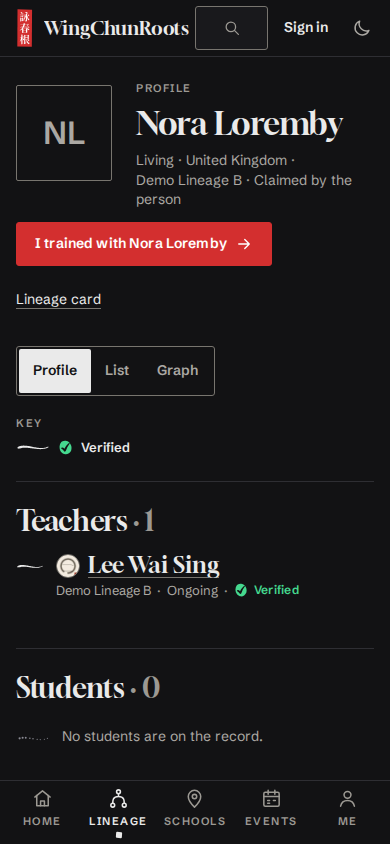 詠春根
WingChunRoots
Sign in
PROFILE
NL
Nora Loremby
Living · United Kingdom ·
Demo Lineage B · Claimed by the
person
I trained with Nora Loremby →
Lineage card
Profile
List
Graph
KEY
Verified
Teachers · 1
Lee Wai Sing
Demo Lineage B · Ongoing · Verified
Students · 0
No students are on the record.
HOME
LINEAGE
SCHOOLS
EVENTS
ME